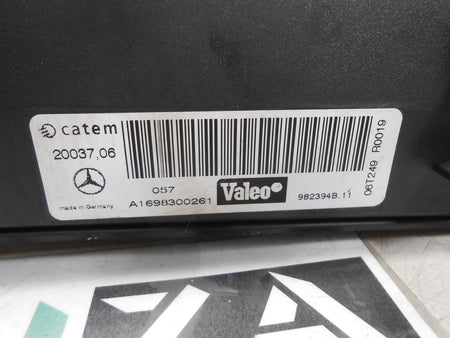 catem
20037,06
057
made in Germany
A1698300261
Valeo
982394B.11
06T249 R0019